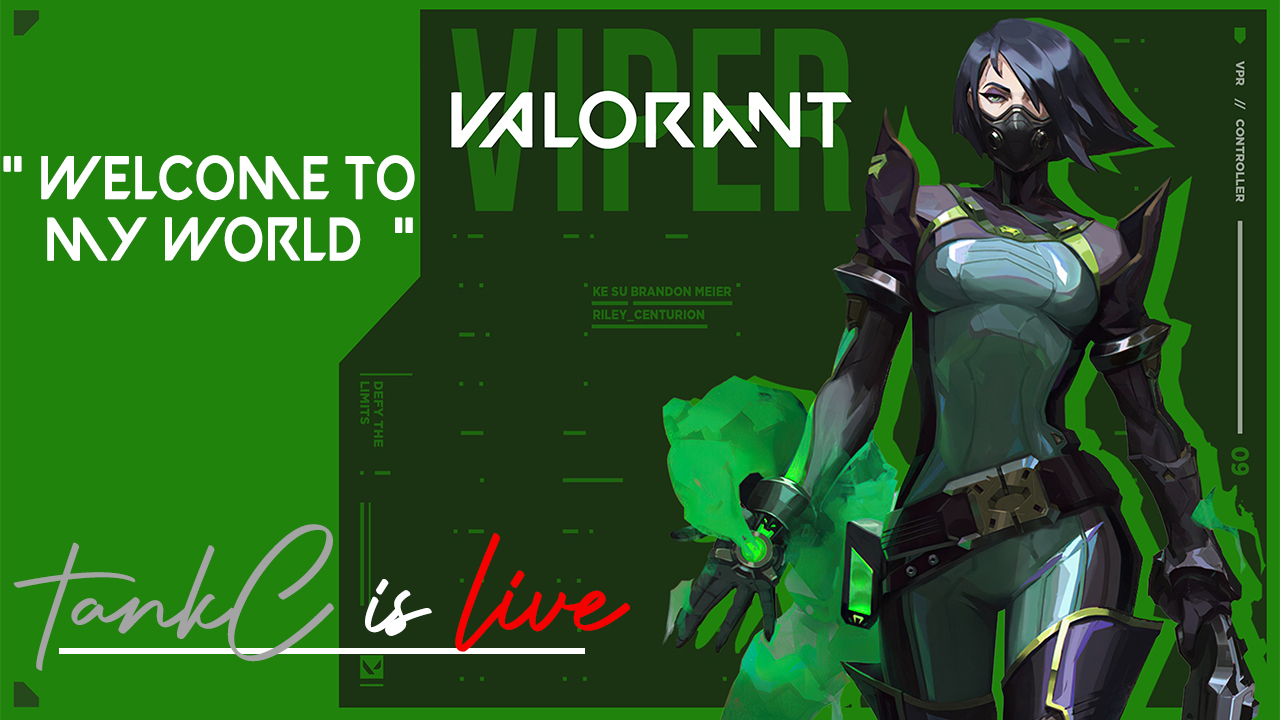 VIPER
VALORANT
" WELCOME TO
MY WORLD "
VPR // CONTROLLER
09
KE SU BRANDON MEIER
RILEY_CENTURION
DEFY THE
LIMITS
tankC is Live